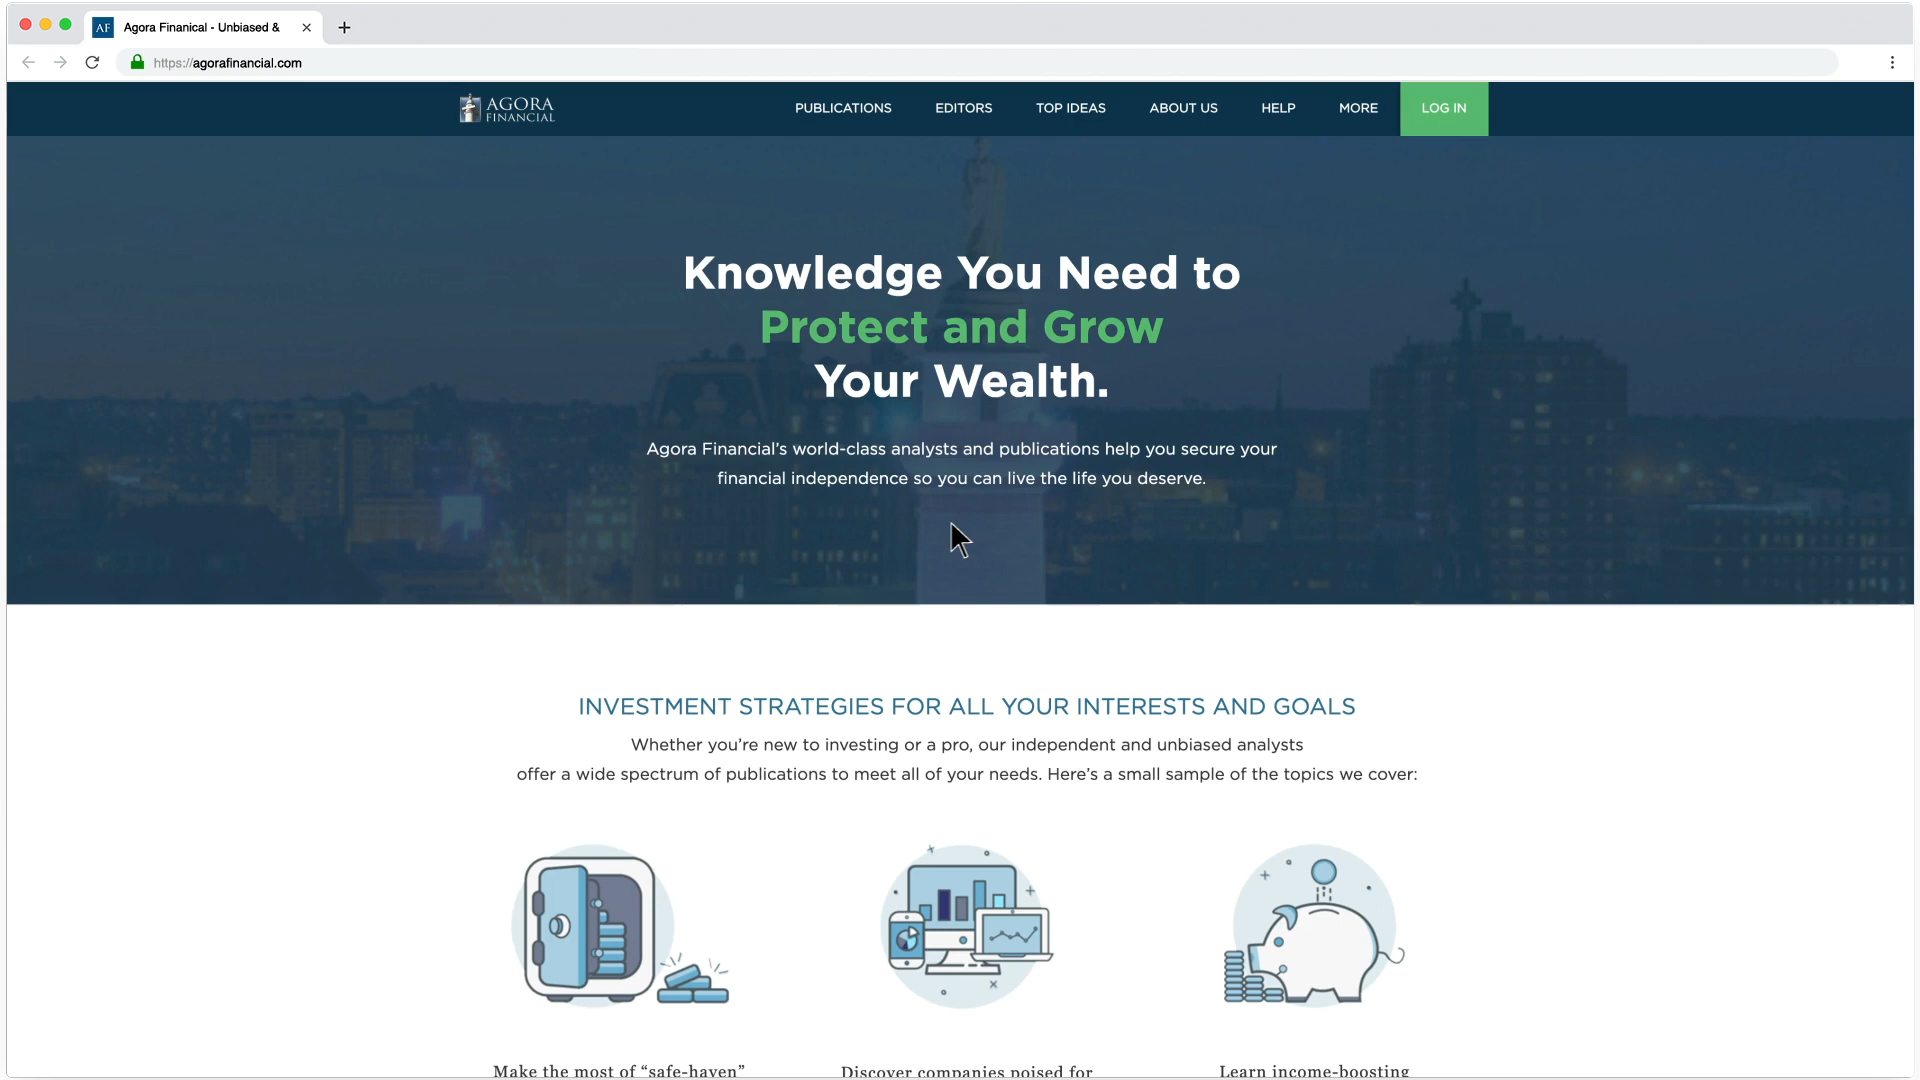 AF Agora Finanical - Unbiased &
https://agorafinancial.com
AGORA
FINANCIAL
PUBLICATIONS EDITORS TOP IDEAS ABOUT US HELP MORE LOG IN
Knowledge You Need to
Protect and Grow
Your Wealth.
Agora Financial’s world-class analysts and publications help you secure your
financial independence so you can live the life you deserve.
INVESTMENT STRATEGIES FOR ALL YOUR INTERESTS AND GOALS
Whether you’re new to investing or a pro, our independent and unbiased analysts
offer a wide spectrum of publications to meet all of your needs. Here’s a small sample of the topics we cover:
Make the most of “safe-haven”
Discover companies poised for
Learn income-boosting